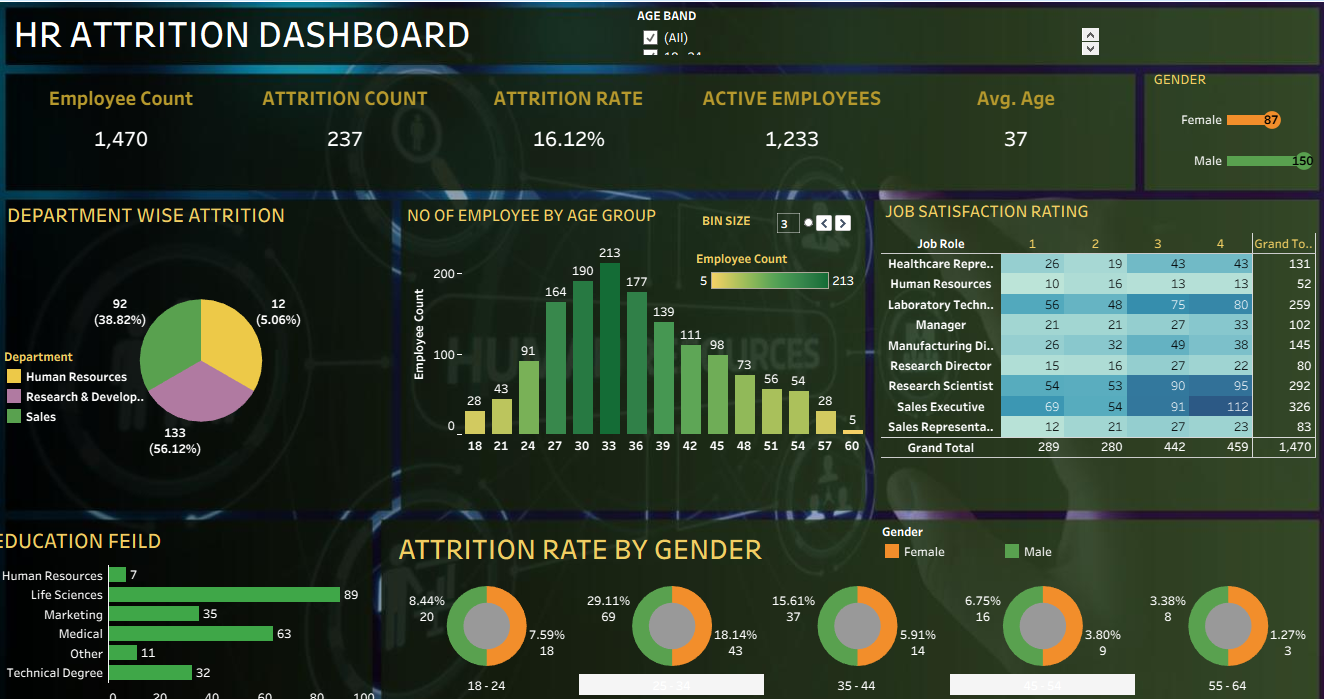 HR ATTRITION DASHBOARD
AGE BAND
(All)
Employee Count ATTRITION COUNT ATTRITION RATE ACTIVE EMPLOYEES Avg. Age
1,470 237 16.12% 1,233 37
GENDER
Female 87
Male 150
DEPARTMENT WISE ATTRITION
92
(38.82%)
12
(5.06%)
Department
Human Resources
Research & Develop..
Sales
133
(56.12%)
NO OF EMPLOYEE BY AGE GROUP
BIN SIZE 3
Employee Count
5 213
Employee Count
200
100
0
28 43 91 164 190 213 177 139 111 98 73 56 54 28 5
18 21 24 27 30 33 36 39 42 45 48 51 54 57 60
JOB SATISFACTION RATING
Job Role 1 2 3 4 Grand To..
Healthcare Repre.. 26 19 43 43 131
Human Resources 10 16 13 13 52
Laboratory Techn.. 56 48 75 80 259
Manager 21 21 27 33 102
Manufacturing Di.. 26 32 49 38 145
Research Director 15 16 27 22 80
Research Scientist 54 53 90 95 292
Sales Executive 69 54 91 112 326
Sales Representa.. 12 21 27 23 83
Grand Total 289 280 442 459 1,470
EDUCATION FEILD
Human Resources 7
Life Sciences 89
Marketing 35
Medical 63
Other 11
Technical Degree 32
0 20 40 60 80 100
ATTRITION RATE BY GENDER
Gender
Female Male
8.44%
20
7.59%
18
18 - 24
29.11%
69
18.14%
43
15.61%
37
5.91%
14
35 - 44
6.75%
16
3.80%
9
3.38%
8
1.27%
3
55 - 64